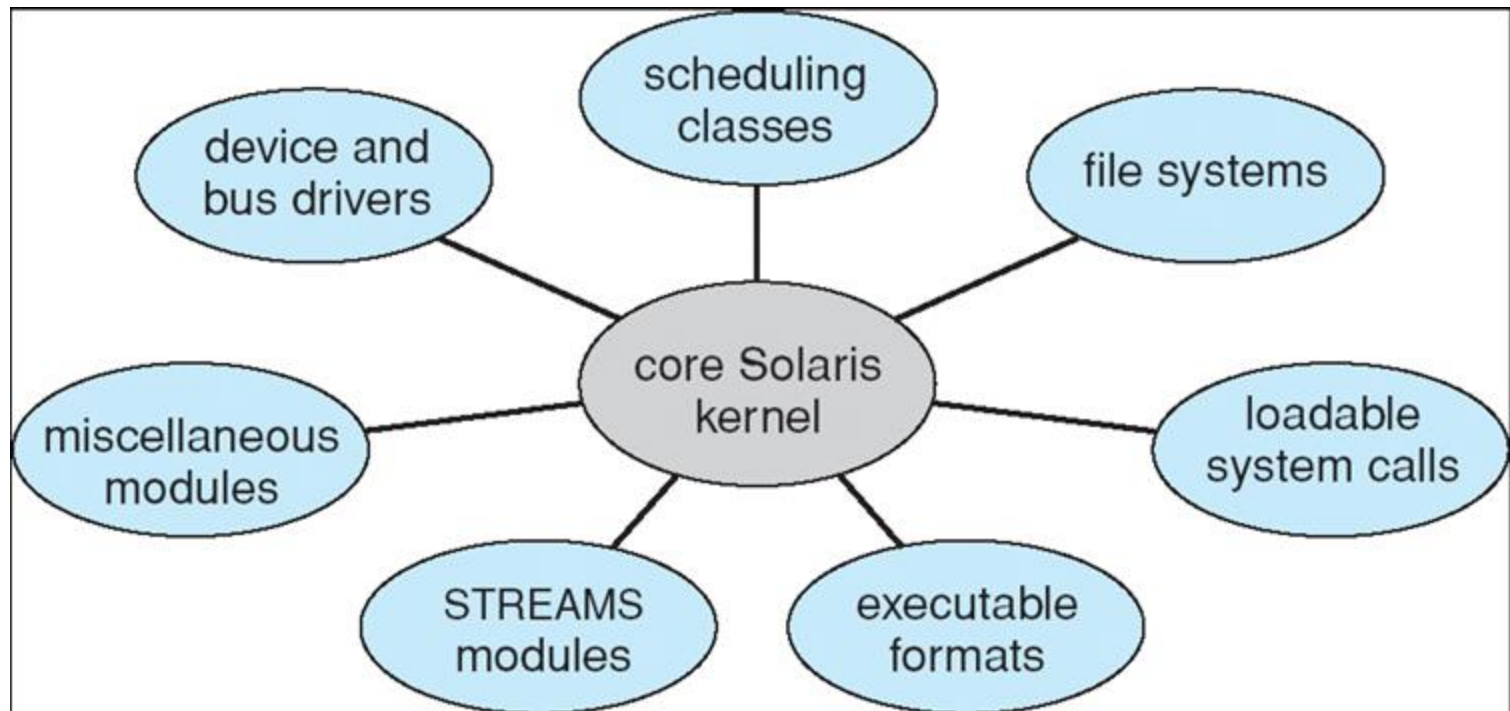 scheduling
classes
device and
bus drivers
file systems
core Solaris
kernel
miscellaneous
modules
loadable
system calls
STREAMS
modules
executable
formats